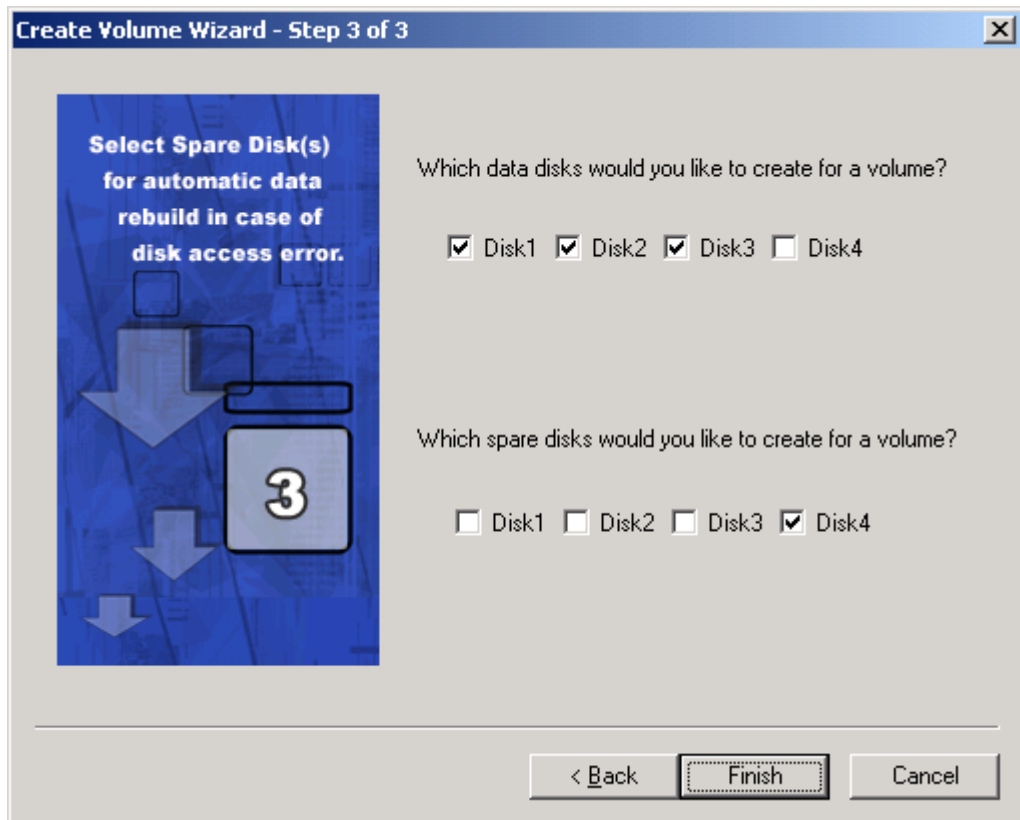 Create Volume Wizard - Step 3 of 3
Select Spare Disk(s)
for automatic data
rebuild in case of
disk access error.
3
Which data disks would you like to create for a volume?
Disk1 Disk2 Disk3 Disk4
Which spare disks would you like to create for a volume?
Disk1 Disk2 Disk3 Disk4
< Back Finish Cancel